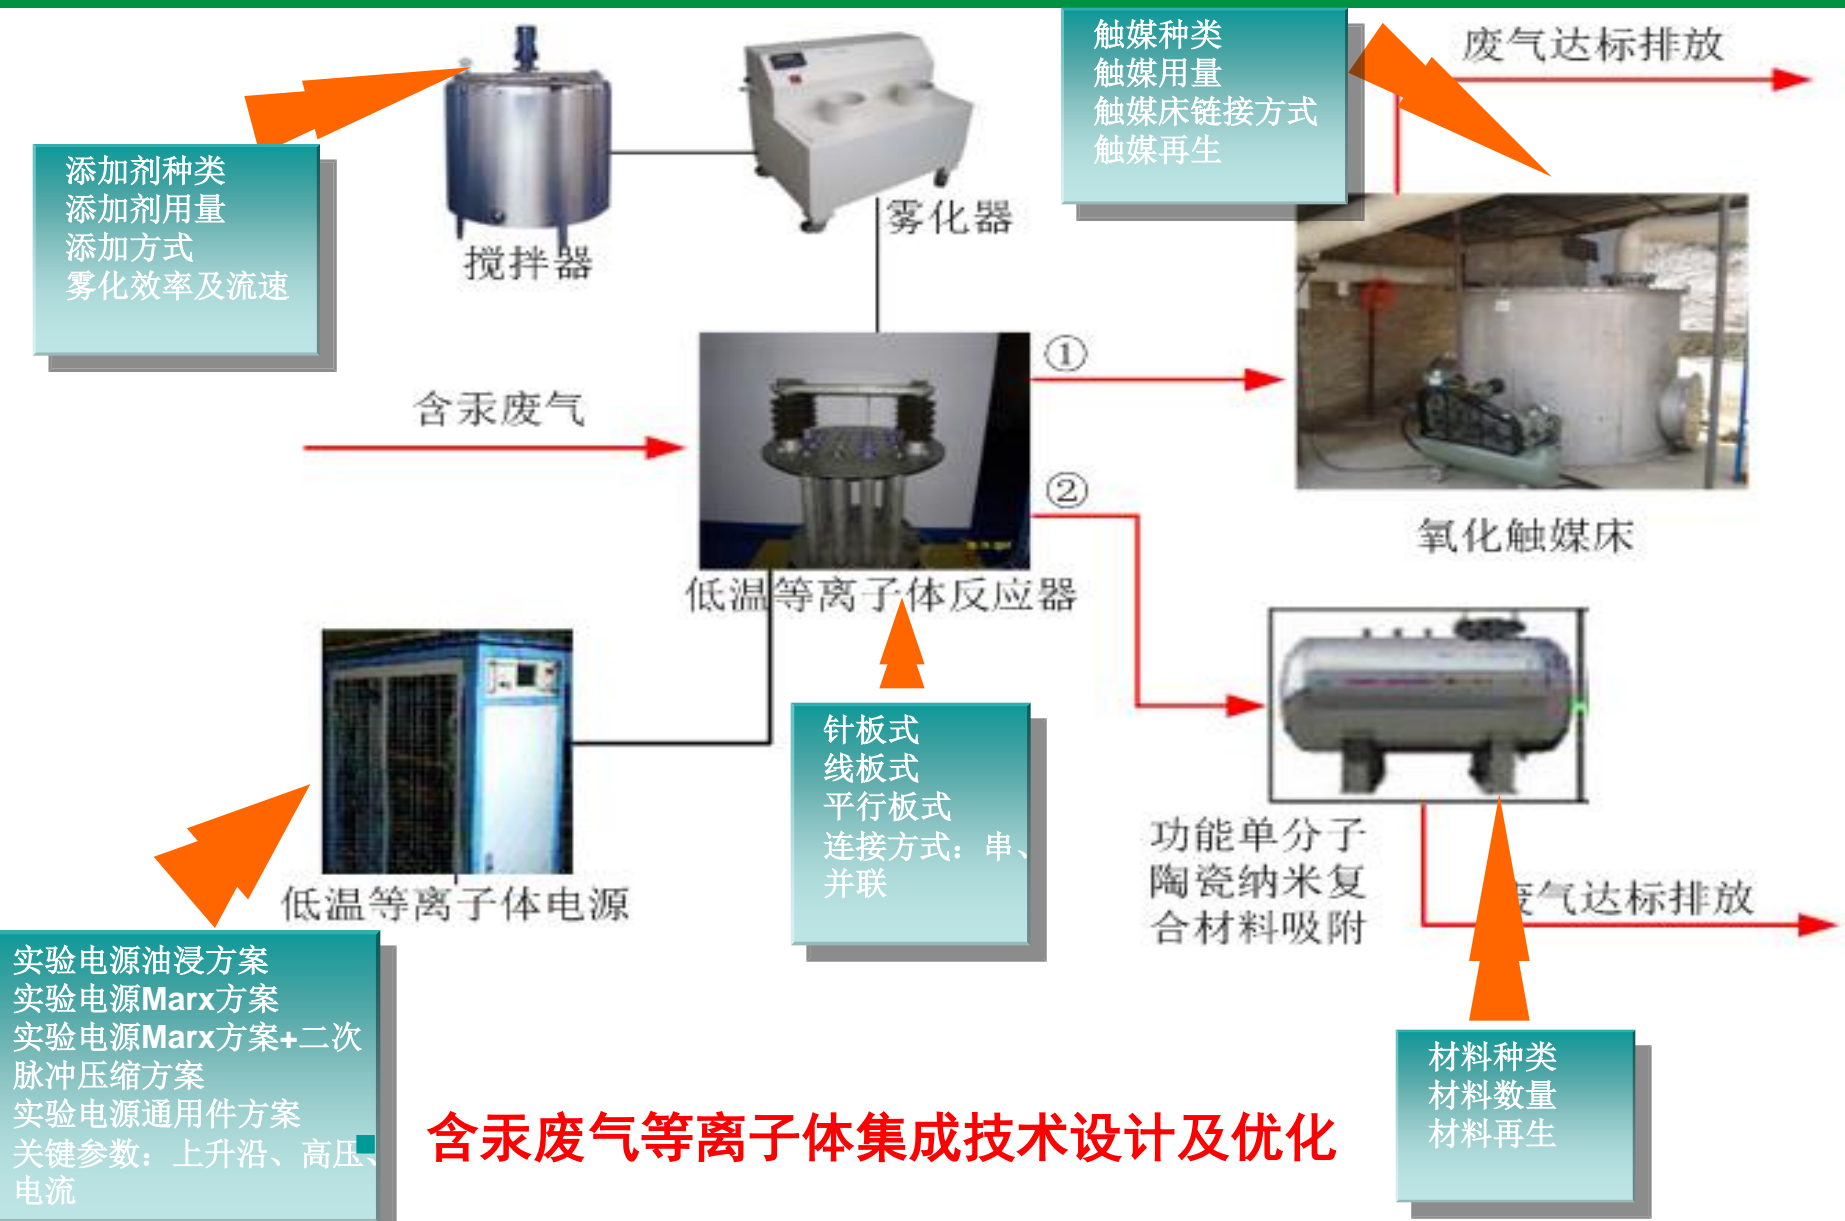 触媒种类
触媒用量
触媒床链接方式
触媒再生
废气达标排放
添加剂种类
添加剂用量
添加方式
雾化效率及流速
搅拌器
雾化器
含汞废气
①
②
氧化触媒床
低温等离子体反应器
针板式
线板式
平行板式
连接方式：串、
并联
功能单分子
陶瓷纳米复
合材料吸附
气达标排放
低温等离子体电源
实验电源油浸方案
实验电源Marx方案
实验电源Marx方案+二次
脉冲压缩方案
实验电源通用件方案
关键参数：上升沿、高压、
电流
材料种类
材料数量
材料再生
含汞废气等离子体集成技术设计及优化